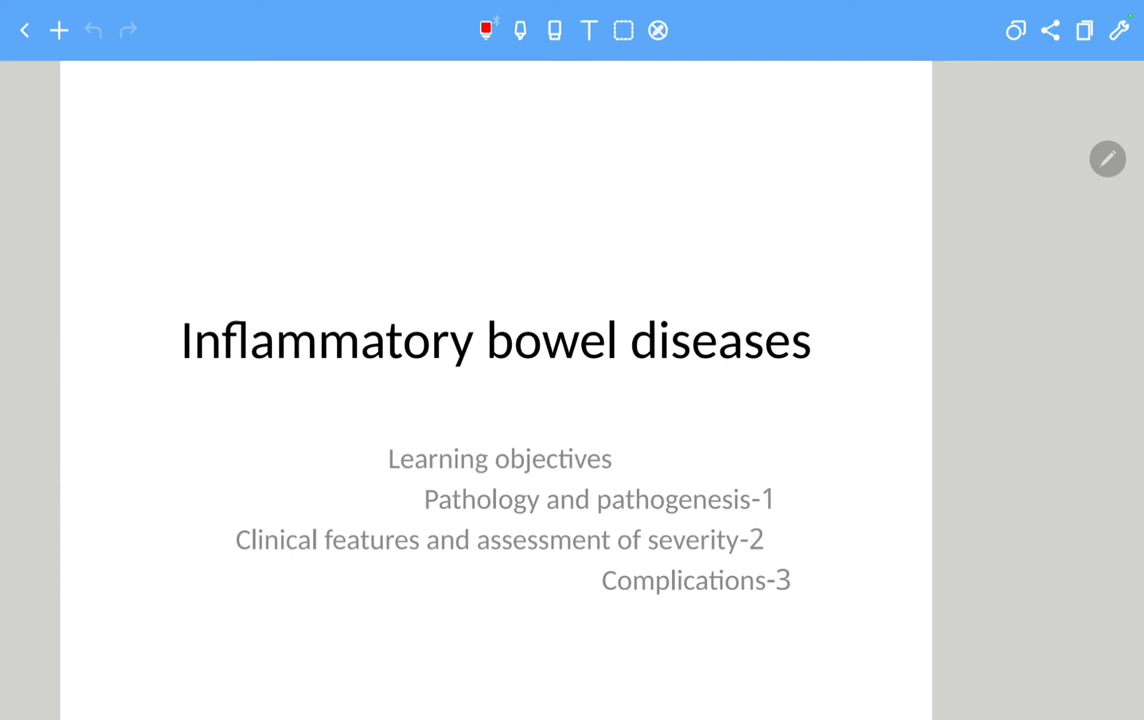 Inflammatory bowel diseases
Learning objectives
Pathology and pathogenesis-1
Clinical features and assessment of severity-2
Complications-3